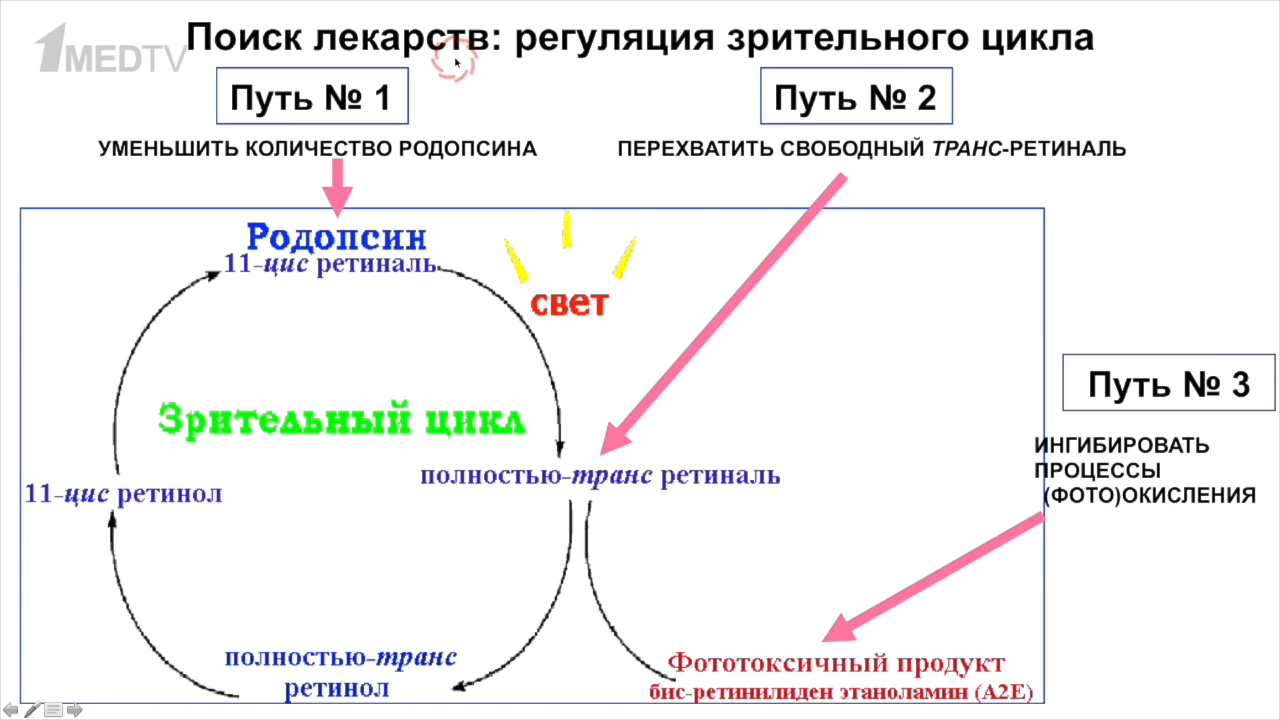 1MEDTV
Поиск лекарств: регуляция зрительного цикла
Путь № 1
УМЕНЬШИТЬ КОЛИЧЕСТВО РОДОПСИНА
Путь № 2
ПЕРЕХВАТИТЬ СВОБОДНЫЙ ТРАНС-РЕТИНАЛЬ
Родопсин
11-цис ретиналь
свет
Зрительный цикл
Путь № 3
ИНГИБИРОВАТЬ
ПРОЦЕССЫ
(ФОТО)ОКИСЛЕНИЯ
полностью-транс ретиналь
11-цис ретинол
полностью-транс
ретинол
Фототоксичный продукт
бис-ретинилиден этаноламин (А2Е)